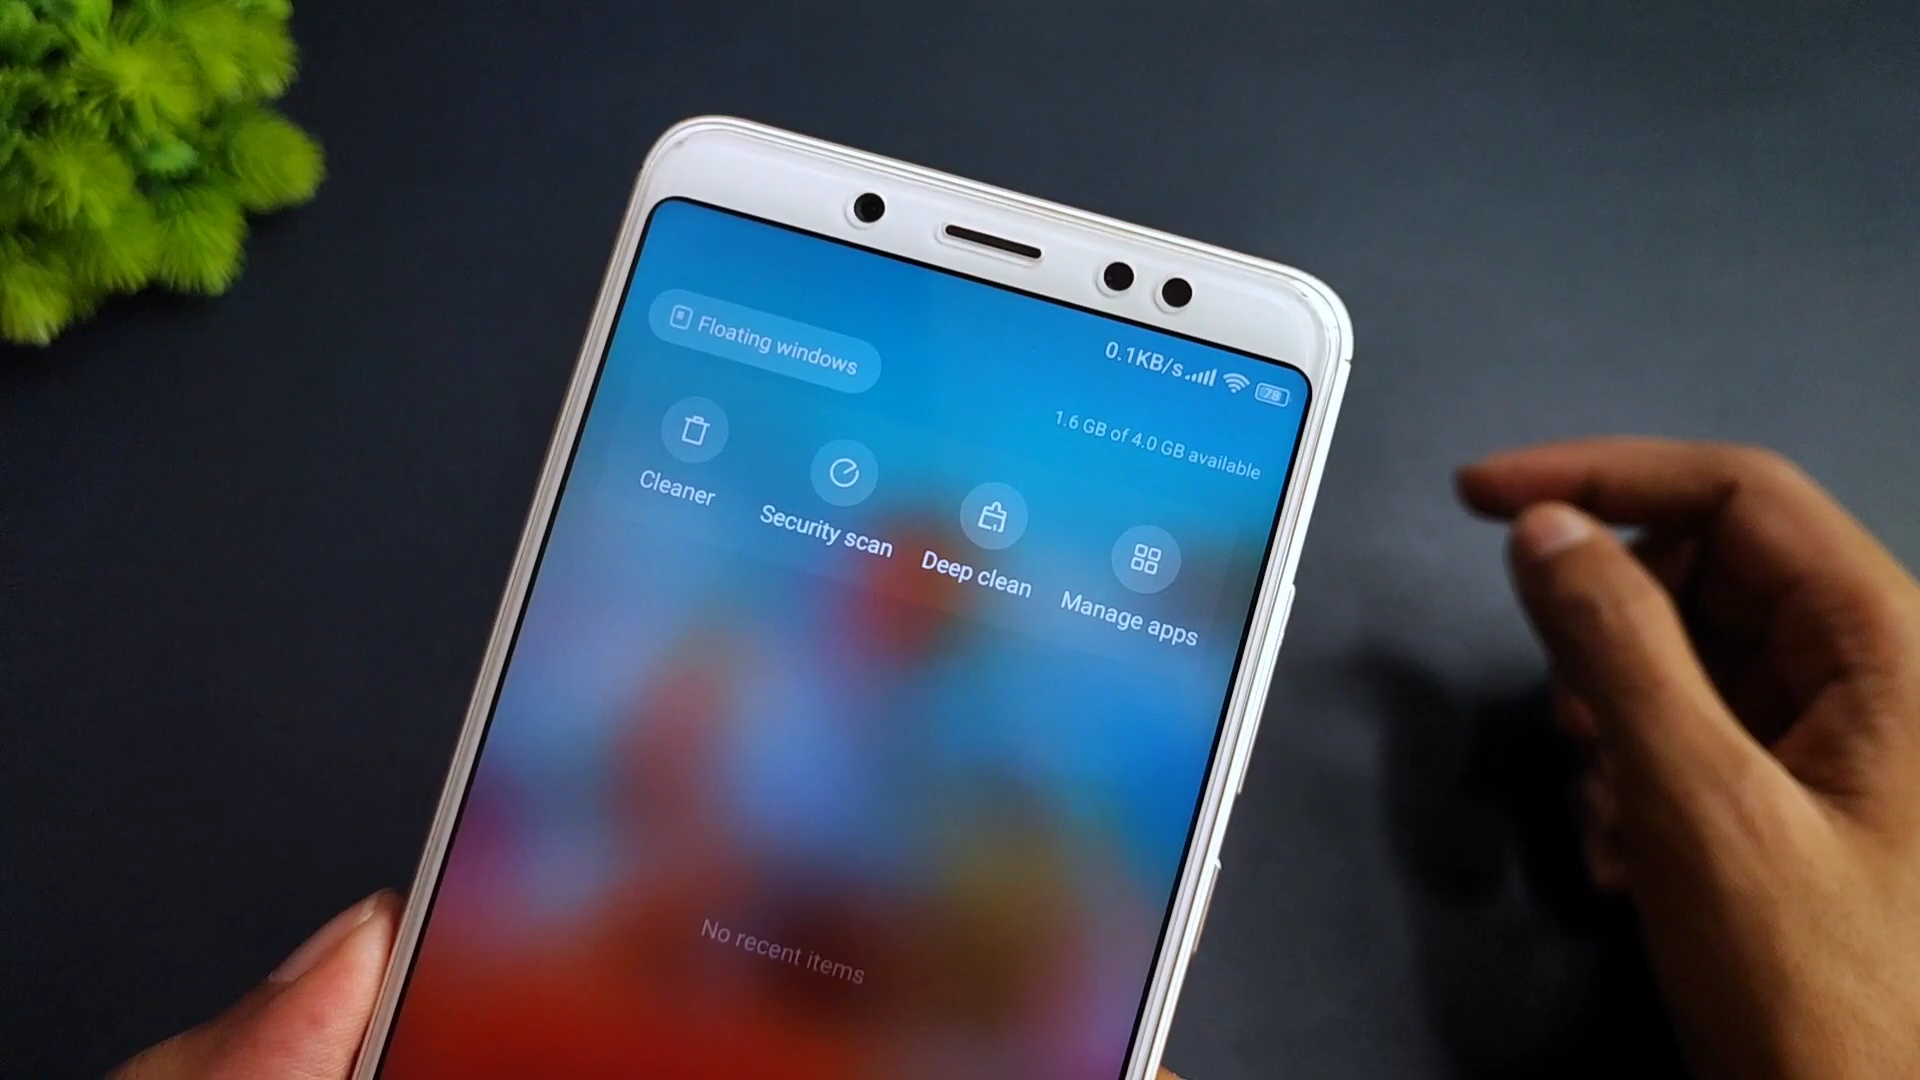 Floating windows
0.1KB/s 78
1.6 GB of 4.0 GB available
Cleaner
Security scan
Deep clean
Manage apps
No recent items